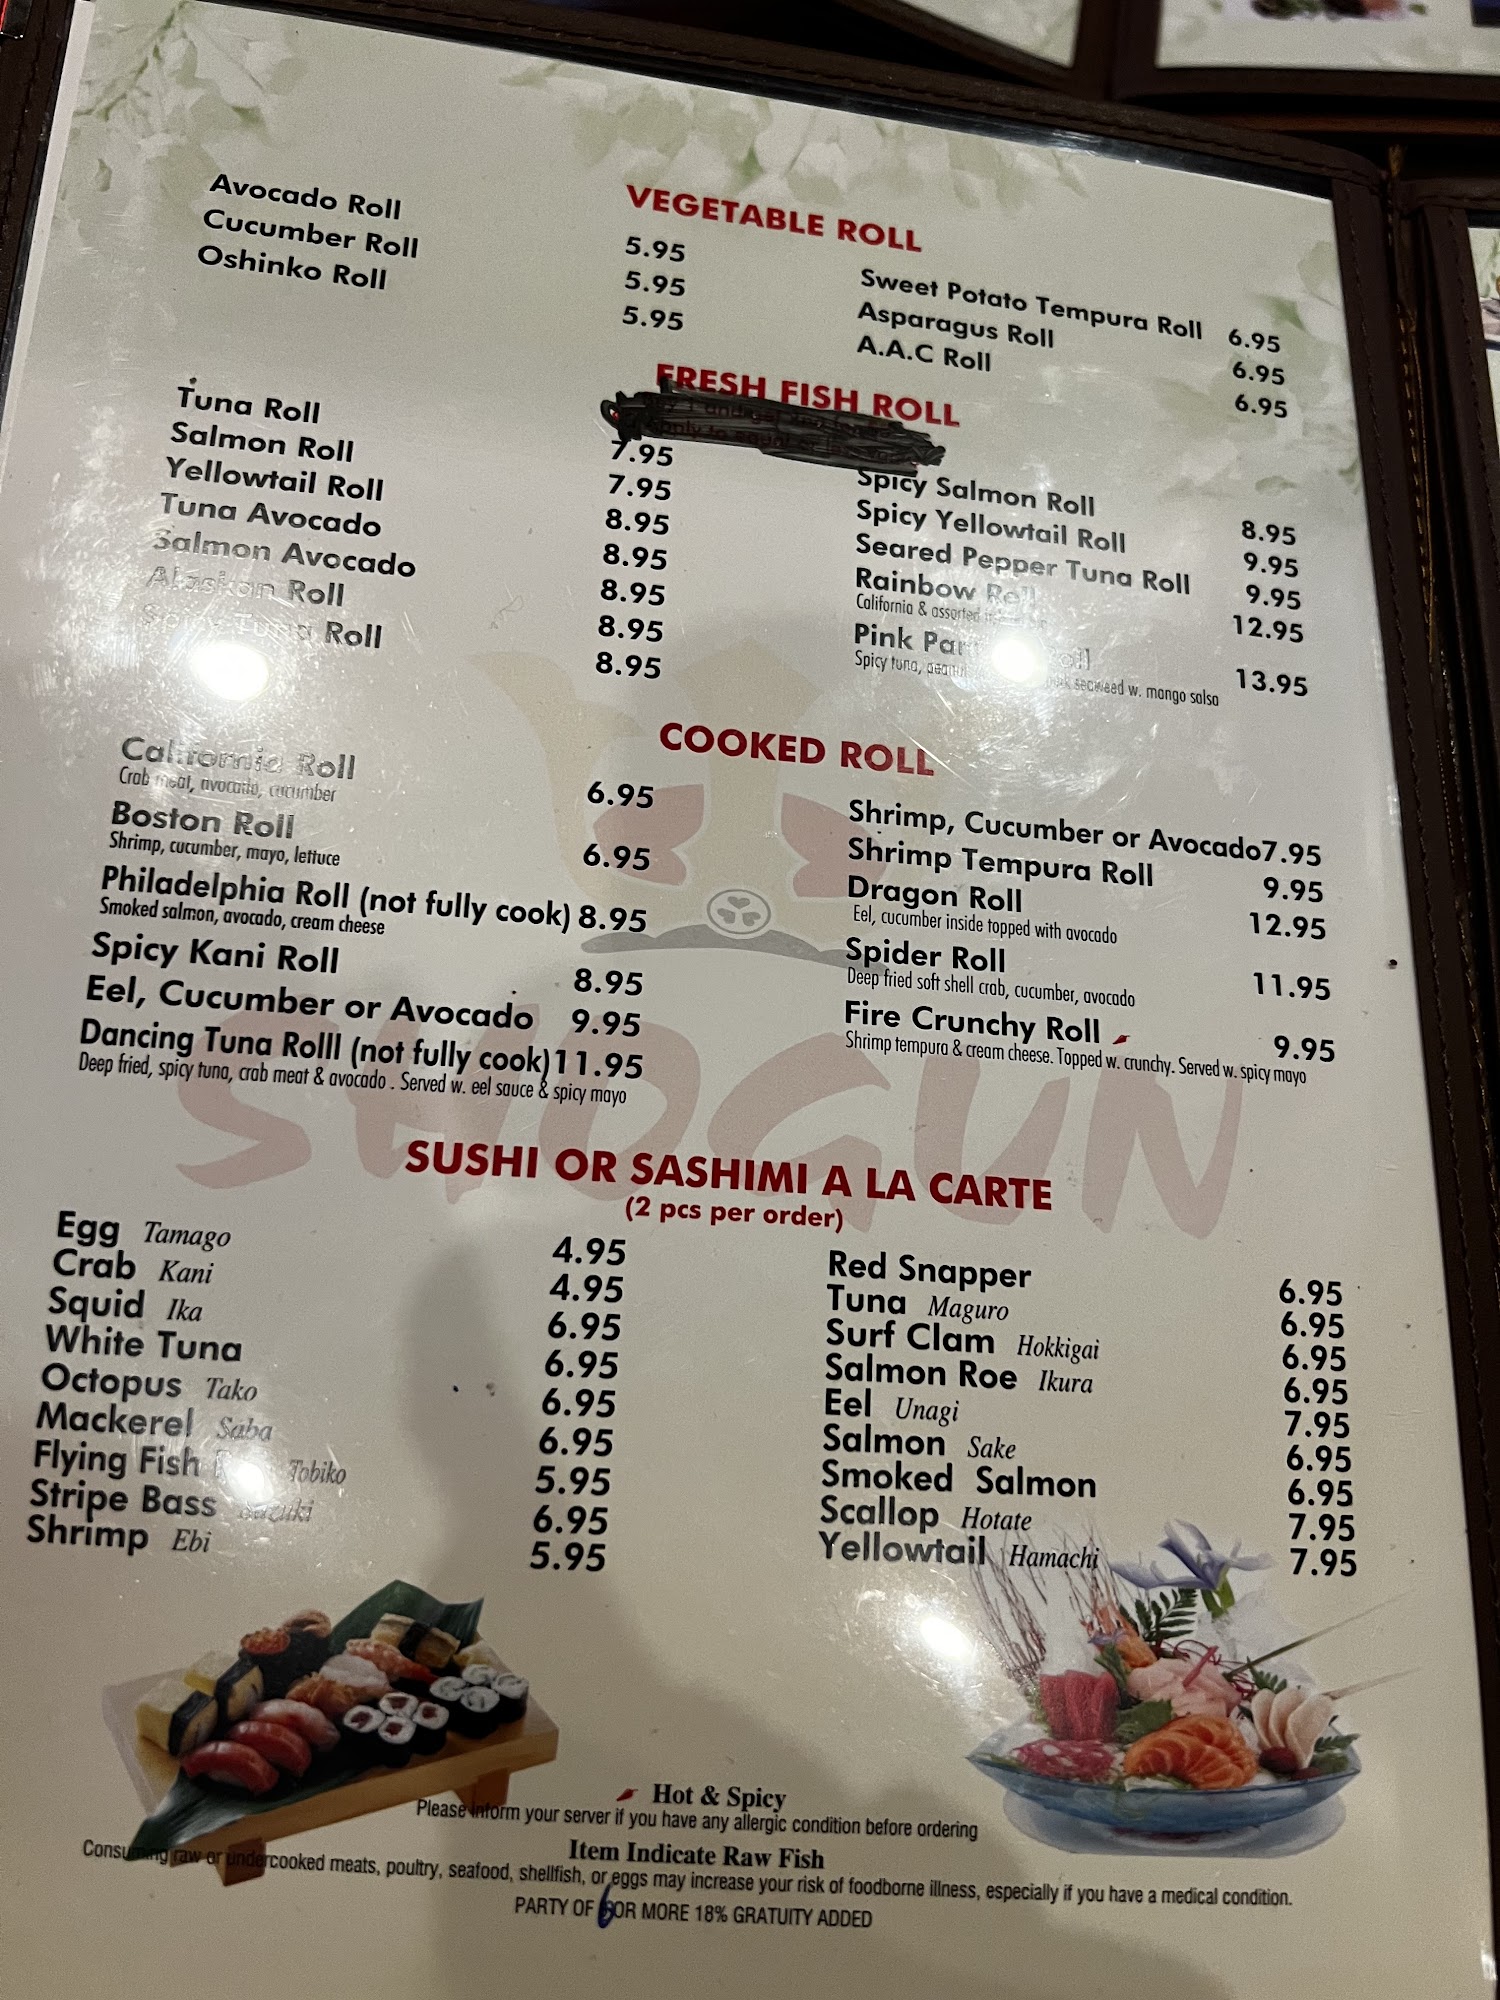 VEGETABLE ROLL
Avocado Roll 5.95
Cucumber Roll 5.95
Oshinko Roll 5.95
Sweet Potato Tempura Roll 6.95
Asparagus Roll 6.95
A.A.C Roll 6.95
FRESH FISH ROLL
Tuna Roll 7.95
Salmon Roll 7.95
Yellowtail Roll 8.95
Tuna Avocado 8.95
Salmon Avocado 8.95
Alaskan Roll 8.95
Spicy Tuna Roll 8.95
Spicy Salmon Roll 8.95
Spicy Yellowtail Roll 9.95
Seared Pepper Tuna Roll 9.95
Rainbow Roll 12.95
California & assorted
Pink Roll 13.95
Spicy tuna, seaweed w. mango salsa
COOKED ROLL
California Roll 6.95
Crab meat, avocado, cucumber
Boston Roll 6.95
Shrimp, cucumber, mayo, lettuce
Philadelphia Roll (not fully cook) 8.95
Smoked salmon, avocado, cream cheese
Spicy Kani Roll 8.95
Eel, Cucumber or Avocado 9.95
Dancing Tuna Rolll (not fully cook) 11.95
Deep fried, spicy tuna, crab meat & avocado . Served w. eel sauce & spicy mayo
Shrimp, Cucumber or Avocado 7.95
Shrimp Tempura Roll 9.95
Dragon Roll 12.95
Eel, cucumber inside topped with avocado
Spider Roll 11.95
Deep fried soft shell crab, cucumber, avocado
Fire Crunchy Roll 9.95
Shrimp tempura & cream cheese. Topped w. crunchy. Served w. spicy mayo
SHOGUN
SUSHI OR SASHIMI A LA CARTE
(2 pcs per order)
Egg Tamago 4.95
Crab Kani 4.95
Squid Ika 6.95
White Tuna 6.95
Octopus Tako 6.95
Mackerel Saba 6.95
Flying Fish Tobiko 5.95
Stripe Bass Suzuki 6.95
Shrimp Ebi 5.95
Red Snapper 6.95
Tuna Maguro 6.95
Surf Clam Hokkigai 6.95
Salmon Roe Ikura 6.95
Eel Unagi 7.95
Salmon Sake 6.95
Smoked Salmon 6.95
Scallop Hotate 7.95
Yellowtail Hamachi 7.95
Hot & Spicy
Please inform your server if you have any allergic condition before ordering
Item Indicate Raw Fish
Consuming raw or undercooked meats, poultry, seafood, shellfish, or eggs may increase your risk of foodborne illness, especially if you have a medical condition.
PARTY OF 6 OR MORE 18% GRATUITY ADDED